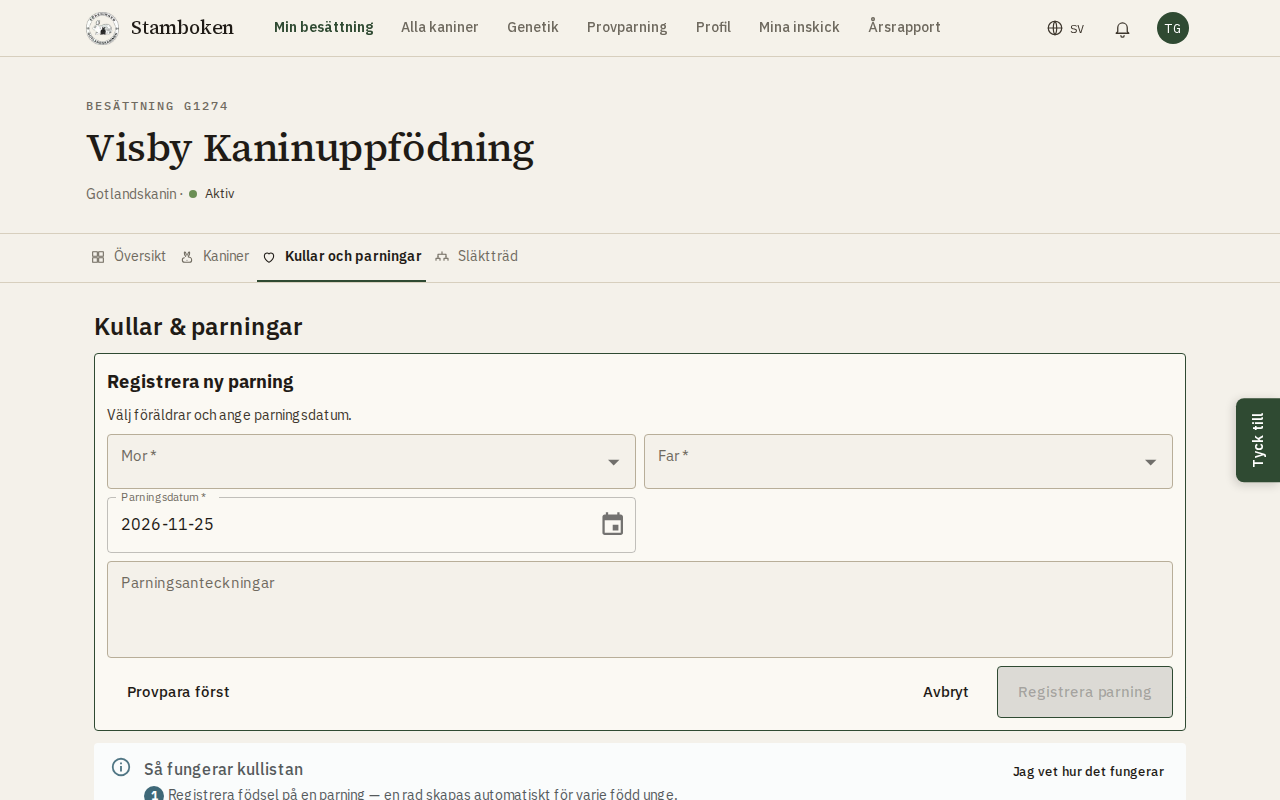 Stamboken
Min besättning
Alla kaniner
Genetik
Provparning
Profil
Mina inskick
Årsrapport
SV
TG
BESÄTTNING G1274
Visby Kaninuppfödning
Gotlandskanin · Aktiv
Översikt
Kaniner
Kullar och parningar
Släktträd
Kullar & parningar
Registrera ny parning
Välj föräldrar och ange parningsdatum.
Mor *
Far *
Parningsdatum *
2026-11-25
Parningsanteckningar
Provpara först
Avbryt
Registrera parning
Tyck till
Så fungerar kullistan
Jag vet hur det fungerar
1 Registrera födsel på en parning — en rad skapas automatiskt för varje född unge.